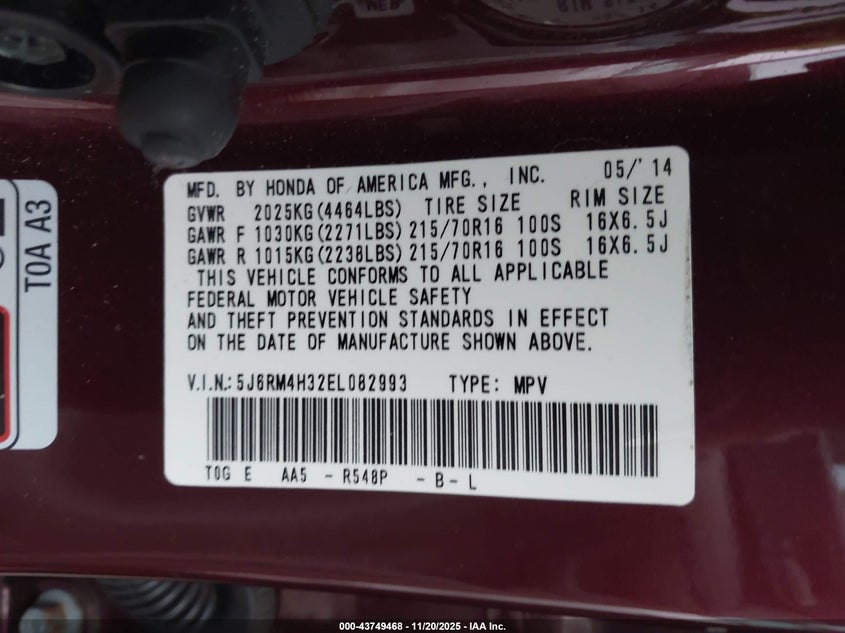 MFD. BY HONDA OF AMERICA MFG., INC. 05/'14
GVWR 2025KG(4464LBS) TIRE SIZE RIM SIZE
GAWR F 1030KG(2271LBS) 215/70R16 100S 16X6.5J
GAWR R 1015KG(2238LBS) 215/70R16 100S 16X6.5J
THIS VEHICLE CONFORMS TO ALL APPLICABLE
FEDERAL MOTOR VEHICLE SAFETY
AND THEFT PREVENTION STANDARDS IN EFFECT
ON THE DATE OF MANUFACTURE SHOWN ABOVE.
V.I.N.: 5J6RM4H32EL082993 TYPE: MPV
T0G E AA5 - R548P - B - L
T0A A3
000-43749468 - 11/20/2025 - IAA Inc.